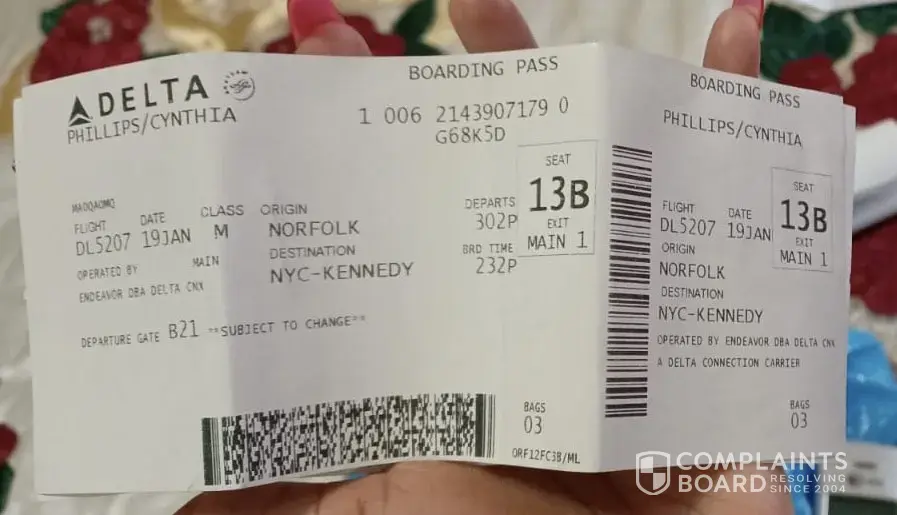 DELTA
BOARDING PASS
PHILLIPS/CYNTHIA
1 006 2143907179 0
G68K5D
SEAT
13B
EXIT
MAIN 1
FLIGHT DATE CLASS ORIGIN
DL5207 19JAN M NORFOLK
DEPARTS
302P
OPERATED BY MAIN
DESTINATION
NYC-KENNEDY
BRD TIME
232P
ENDEAVOR DBA DELTA CNX
DEPARTURE GATE B21 **SUBJECT TO CHANGE**
BAGS
03
ORF12FC3B/ML
BOARDING PASS
PHILLIPS/CYNTHIA
SEAT
13B
EXIT
MAIN 1
FLIGHT DATE
DL5207 19JAN
ORIGIN
NORFOLK
DESTINATION
NYC-KENNEDY
OPERATED BY ENDEAVOR DBA DELTA CNX
A DELTA CONNECTION CARRIER
BAGS
03
COMPLAINTS
BOARD RESOLVING
SINCE 2004